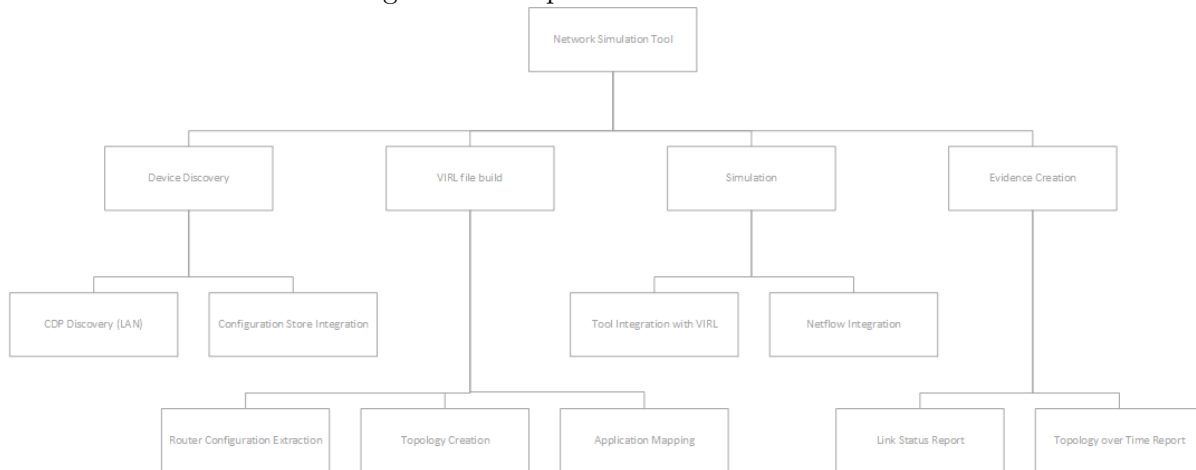 Network Simulation Tool
Device Discovery
VIRL file build
Simulation
Evidence Creation
CDP Discovery (LAN)
Configuration Store Integration
Tool Integration with VIRL
Netflow Integration
Router Configuration Extraction
Topology Creation
Application Mapping
Link Status Report
Topology over Time Report